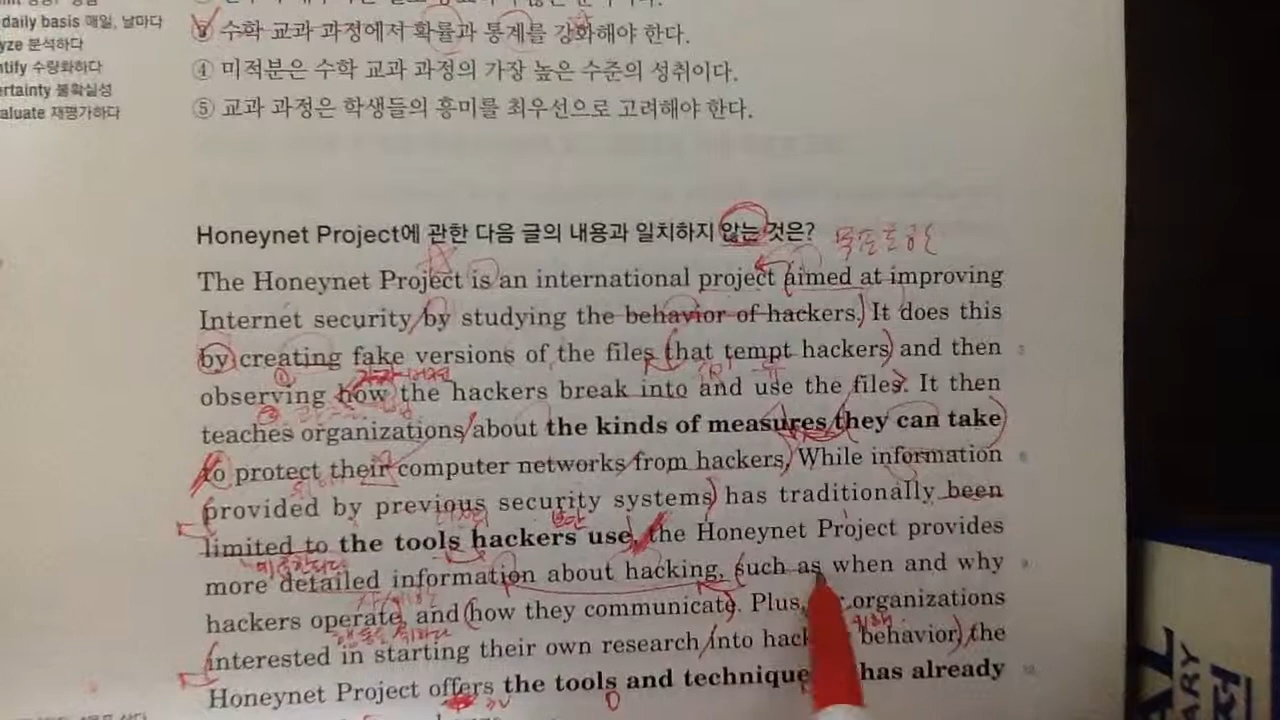 daily basis 매일, 날마다
yze 분석하다
ntify 수량화하다
ertainty 불확실성
aluate 재평가하다
③ 수학 교과 과정에서 확률과 통계를 강화해야 한다.
④ 미적분은 수학 교과 과정의 가장 높은 수준의 성취이다.
⑤ 교과 과정은 학생들의 흥미를 최우선으로 고려해야 한다.
Honeynet Project에 관한 다음 글의 내용과 일치하지 않는 것은?
The Honeynet Project is an international project aimed at improving
Internet security by studying the behavior of hackers. It does this
by creating fake versions of the files that tempt hackers and then
observing how the hackers break into and use the files. It then
teaches organizations about the kinds of measures they can take
to protect their computer networks from hackers. While information
provided by previous security systems has traditionally been
limited to the tools hackers use, the Honeynet Project provides
more detailed information about hacking, such as when and why
hackers operate, and how they communicate. Plus, organizations
interested in starting their own research into behavior, the
Honeynet Project offers the tools and technique has already